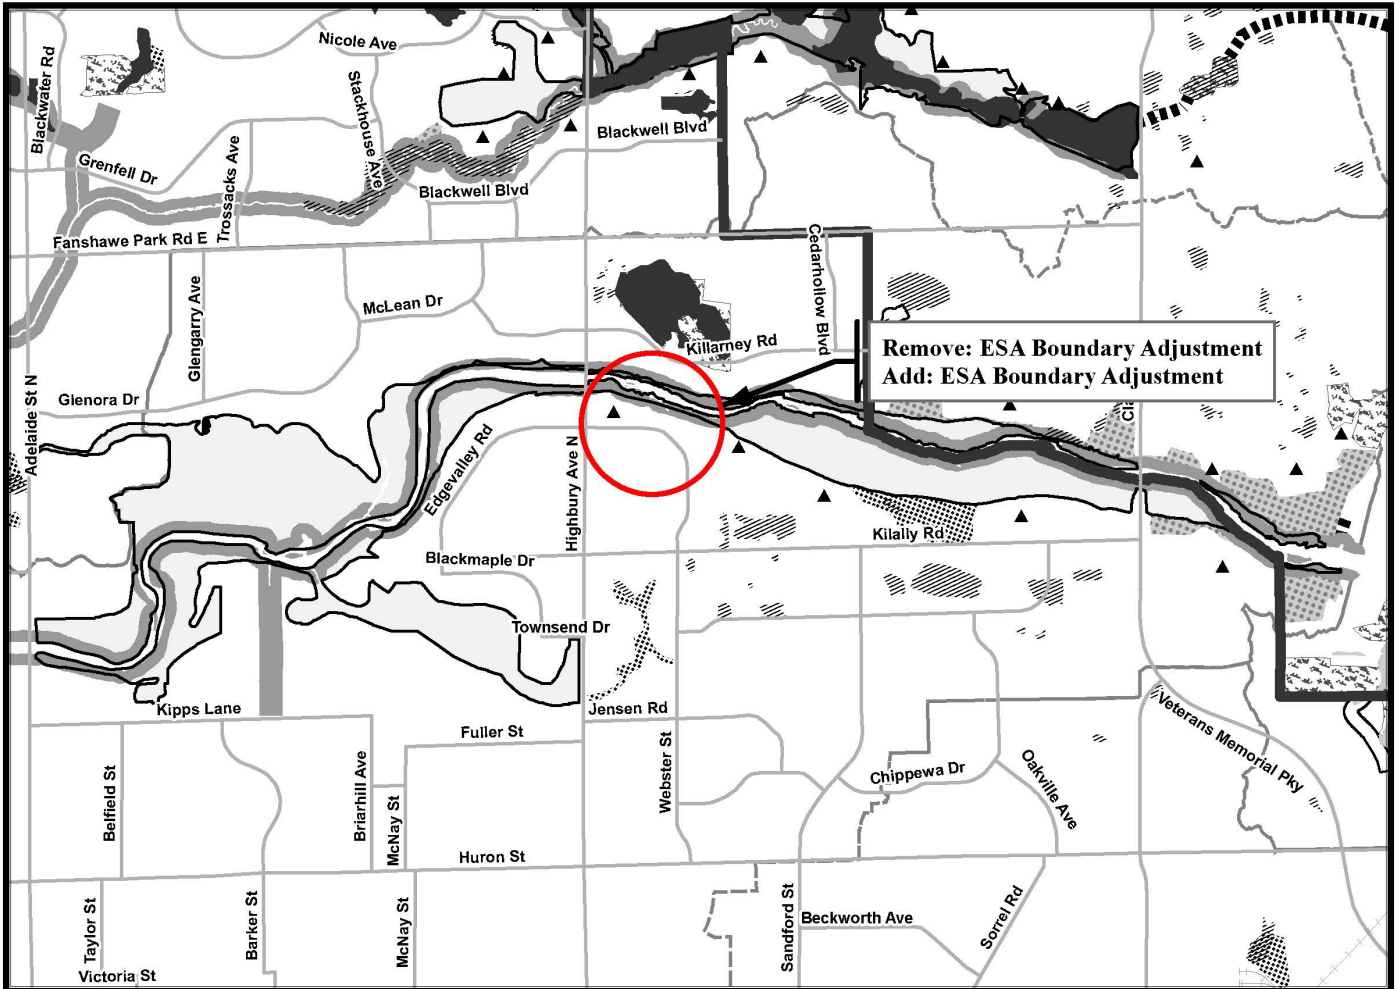 Nicole Ave
Blackwater Rd
Stackhouse Ave
Blackwell Blvd
Grenfell Dr
Trossacks Ave
Blackwell Blvd
Fanshawe Park Rd E
Cedarhollow Blvd
Glengarry Ave
McLean Dr
Killarney Rd
Remove: ESA Boundary Adjustment
Add: ESA Boundary Adjustment
Adelaide St N
Glenora Dr
Cla
Edgevalley Rd
Highbury Ave N
Kilally Rd
Blackmaple Dr
Townsend Dr
Kipps Lane
Jensen Rd
Fuller St
Veterans Memorial Pky
Webster St
Chippewa Dr
Oakville Ave
Belfield St
Briarhill Ave
McNay St
Huron St
Taylor St
Barker St
McNay St
Sandford St
Beckworth Ave
Sorrel Rd
Victoria St